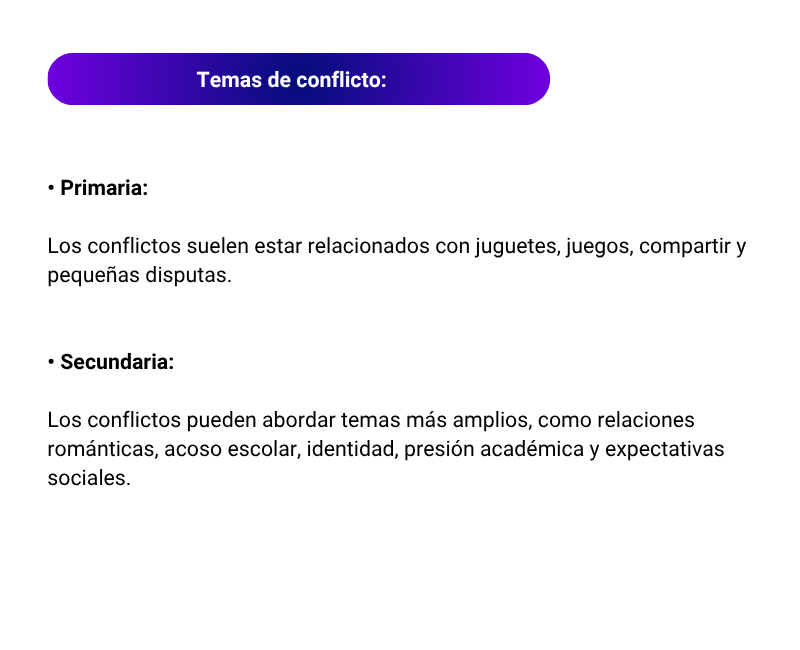 Temas de conflicto:
• Primaria:
Los conflictos suelen estar relacionados con juguetes, juegos, compartir y
pequeñas disputas.
• Secundaria:
Los conflictos pueden abordar temas más amplios, como relaciones
románticas, acoso escolar, identidad, presión académica y expectativas
sociales.